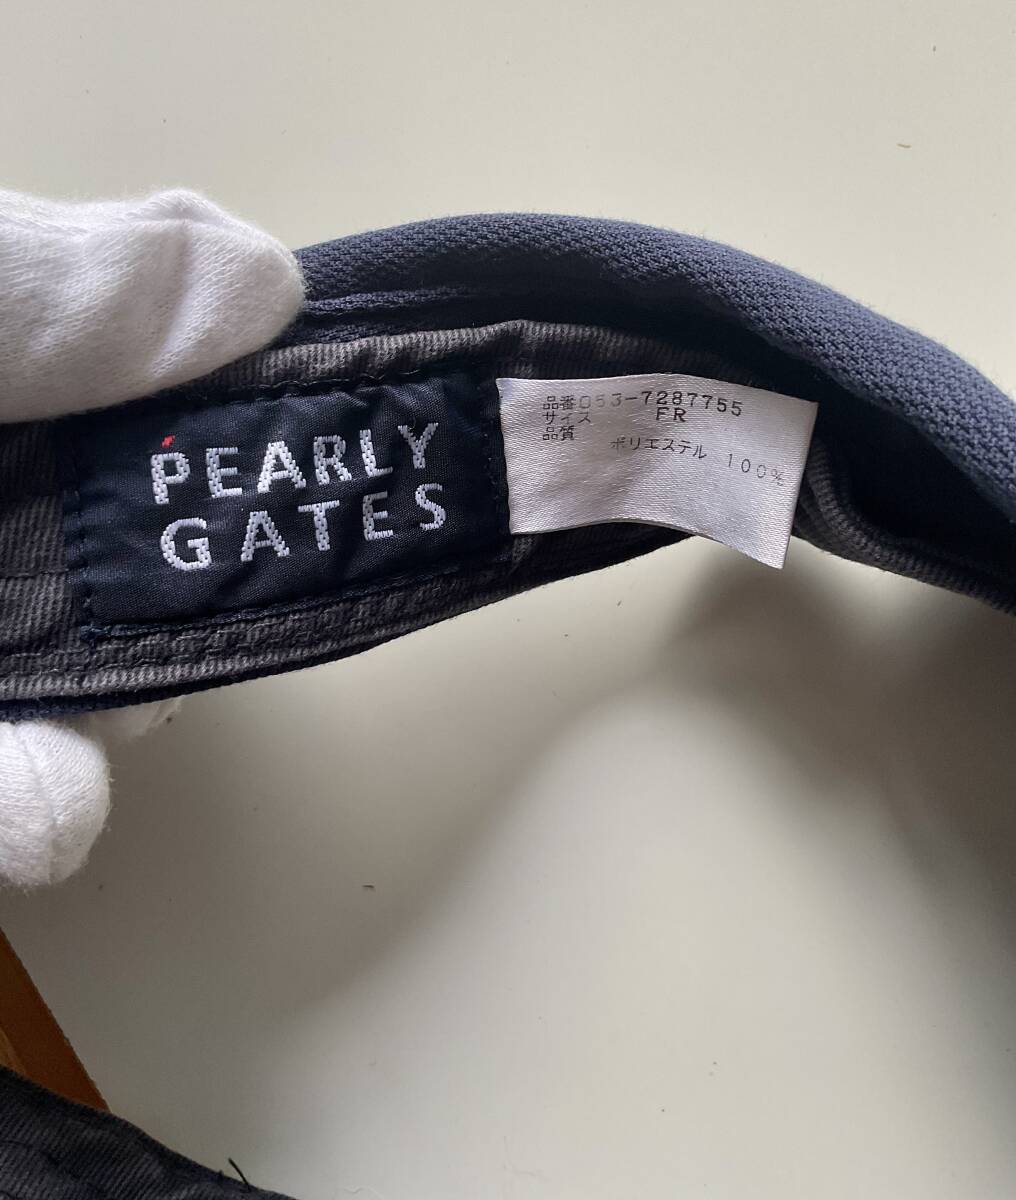 PEARLY
GATES
品番053-7287755
サイズ FR
品質 ポリエステル 100%